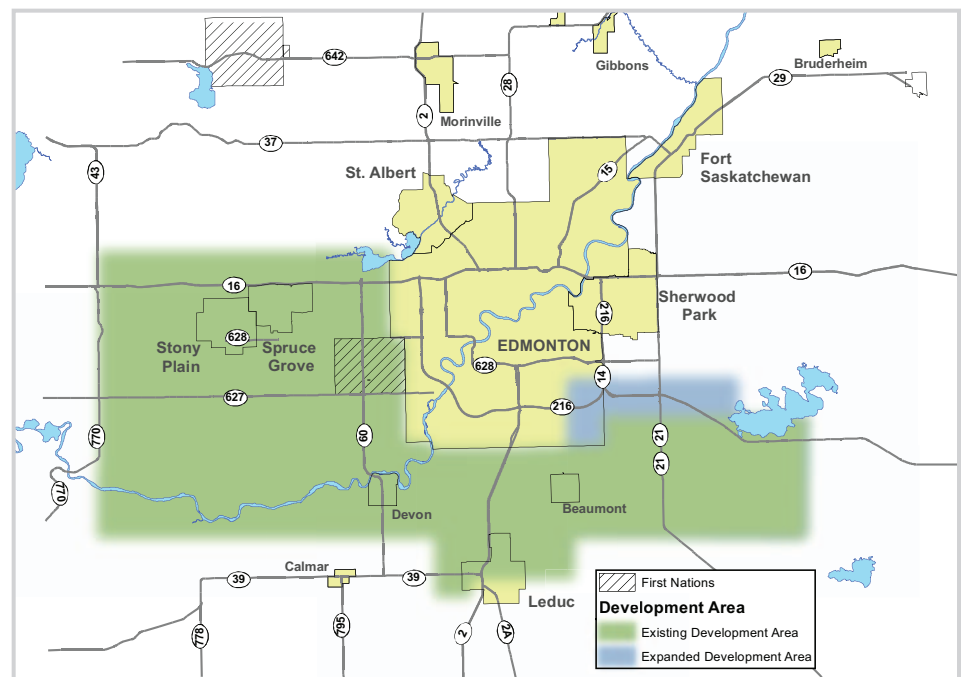 642
Gibbons
Bruderheim
29
28
2
Morinville
37
43
St. Albert
15
Fort
Saskatchewan
16
16
Sherwood
Park
216
628
Stony
Plain
Spruce
Grove
EDMONTON
628
14
627
216
770
60
21
21
770
Devon
Beaumont
Calmar
39
39
Leduc
778
795
2
2A
First Nations
Development Area
Existing Development Area
Expanded Development Area